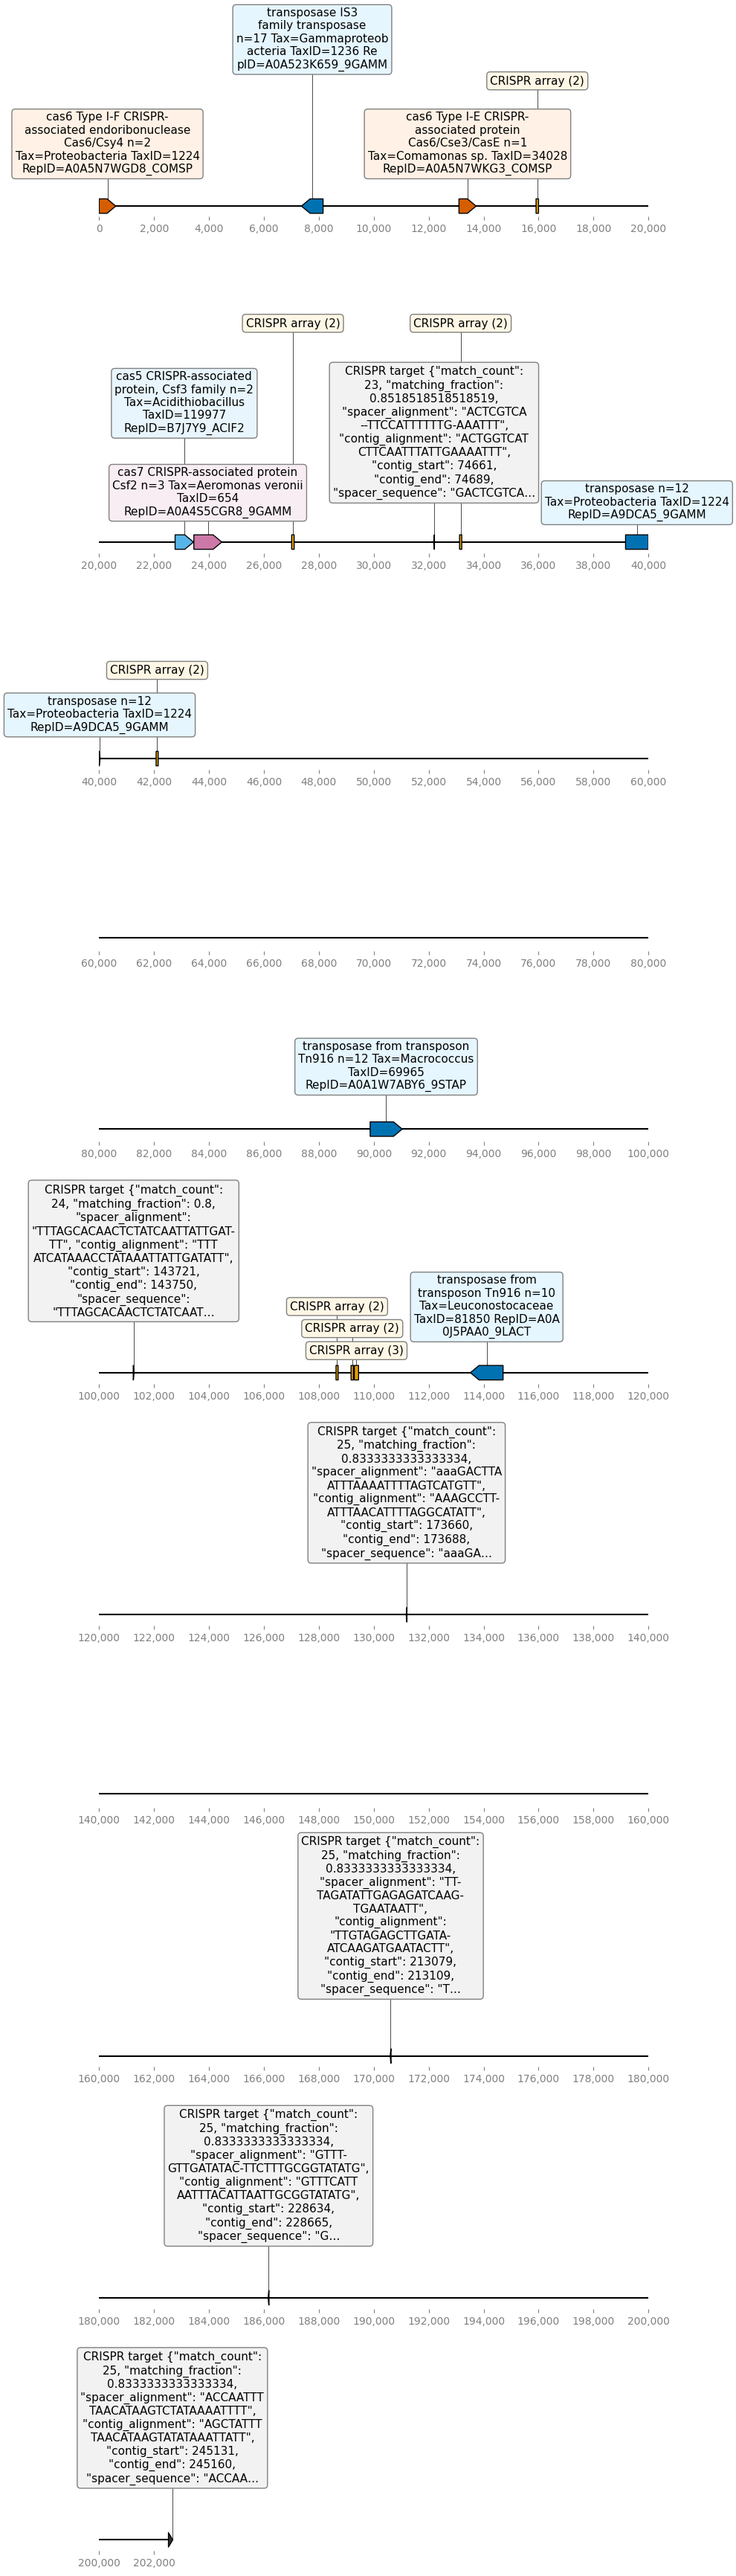 transposase IS3
family transposase
n=17 Tax=Gammaproteob
acteria TaxID=1236 Re
pID=A0A523K659_9GAMM
CRISPR array (2)
cas6 Type I-F CRISPR-
associated endoribonuclease
Cas6/Csy4 n=2
Tax=Proteobacteria TaxID=1224
RepID=A0A5N7WGD8_COMSP
cas6 Type I-E CRISPR-
associated protein
Cas6/Cse3/CasE n=1
Tax=Comamonas sp. TaxID=34028
RepID=A0A5N7WKG3_COMSP
0 2,000 4,000 6,000 8,000 10,000 12,000 14,000 16,000 18,000 20,000
CRISPR array (2)
CRISPR array (2)
cas5 CRISPR-associated
protein, Csf3 family n=2
Tax=Acidithiobacillus
TaxID=119977
RepID=B7J7Y9_ACIF2
CRISPR target {"match_count":
23, "matching_fraction":
0.8518518518518519,
"spacer_alignment": "ACTCGTCA
--TTCCATTTTTTG-AAATTT",
"contig_alignment": "ACTGGTCAT
CTTCAATTTATTGAAAATTT",
"contig_start": 74661,
"contig_end": 74689,
"spacer_sequence": "GACTCGTCA...
cas7 CRISPR-associated protein
Csf2 n=3 Tax=Aeromonas veronii
TaxID=654
RepID=A0A4S5CGR8_9GAMM
transposase n=12
Tax=Proteobacteria TaxID=1224
RepID=A9DCA5_9GAMM
20,000 22,000 24,000 26,000 28,000 30,000 32,000 34,000 36,000 38,000 40,000
CRISPR array (2)
transposase n=12
Tax=Proteobacteria TaxID=1224
RepID=A9DCA5_9GAMM
40,000 42,000 44,000 46,000 48,000 50,000 52,000 54,000 56,000 58,000 60,000
60,000 62,000 64,000 66,000 68,000 70,000 72,000 74,000 76,000 78,000 80,000
transposase from transposon
Tn916 n=12 Tax=Macrococcus
TaxID=69965
RepID=A0A1W7ABY6_9STAP
80,000 82,000 84,000 86,000 88,000 90,000 92,000 94,000 96,000 98,000 100,000
CRISPR target {"match_count":
24, "matching_fraction": 0.8,
"spacer_alignment":
"TTTAGCACAACTCTATCAATTATTGAT-
TT", "contig_alignment": "TTT
ATCATAAACCTATAAATTATTGATATT",
"contig_start": 143721,
"contig_end": 143750,
"spacer_sequence":
"TTTAGCACAACTCTATCAAT...
CRISPR array (2)
CRISPR array (2)
CRISPR array (3)
transposase from
transposon Tn916 n=10
Tax=Leuconostocaceae
TaxID=81850 RepID=A0A
0J5PAA0_9LACT
100,000 102,000 104,000 106,000 108,000 110,000 112,000 114,000 116,000 118,000 120,000
CRISPR target {"match_count":
25, "matching_fraction":
0.8333333333333334,
"spacer_alignment": "aaaGACTTA
ATTTAAAATTTTAGTCATGTT",
"contig_alignment": "AAAGCCTT-
ATTTAACATTTTAGGCATATT",
"contig_start": 173660,
"contig_end": 173688,
"spacer_sequence": "aaaGA...
120,000 122,000 124,000 126,000 128,000 130,000 132,000 134,000 136,000 138,000 140,000
140,000 142,000 144,000 146,000 148,000 150,000 152,000 154,000 156,000 158,000 160,000
CRISPR target {"match_count":
25, "matching_fraction":
0.8333333333333334,
"spacer_alignment": "TT-
TAGATATTGAGAGATCAAG-
TGAATAATT",
"contig_alignment":
"TTGTAGAGCTTGATA-
ATCAAGATGAATACTT",
"contig_start": 213079,
"contig_end": 213109,
"spacer_sequence": "T...
160,000 162,000 164,000 166,000 168,000 170,000 172,000 174,000 176,000 178,000 180,000
CRISPR target {"match_count":
25, "matching_fraction":
0.8333333333333334,
"spacer_alignment": "GTTT-
GTTGATATAC-TTCTTTGCGGTATATG",
"contig_alignment": "GTTTCATT
AATTTACATTAATTGCGGTATATG",
"contig_start": 228634,
"contig_end": 228665,
"spacer_sequence": "G...
180,000 182,000 184,000 186,000 188,000 190,000 192,000 194,000 196,000 198,000 200,000
CRISPR target {"match_count":
25, "matching_fraction":
0.8333333333333334,
"spacer_alignment": "ACCAATTT
TAACATAAGTCTATAAAATTTT",
"contig_alignment": "AGCTATTT
TAACATAAGTATATAAATTATT",
"contig_start": 245131,
"contig_end": 245160,
"spacer_sequence": "ACCAA...
200,000 202,000